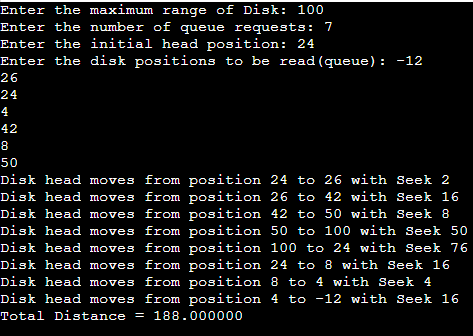 Enter the maximum range of Disk: 100
Enter the number of queue requests: 7
Enter the initial head position: 24
Enter the disk positions to be read(queue): -12
26
24
4
42
8
50
Disk head moves from position 24 to 26 with Seek 2
Disk head moves from position 26 to 42 with Seek 16
Disk head moves from position 42 to 50 with Seek 8
Disk head moves from position 50 to 100 with Seek 50
Disk head moves from position 100 to 24 with Seek 76
Disk head moves from position 24 to 8 with Seek 16
Disk head moves from position 8 to 4 with Seek 4
Disk head moves from position 4 to -12 with Seek 16
Total Distance = 188.000000